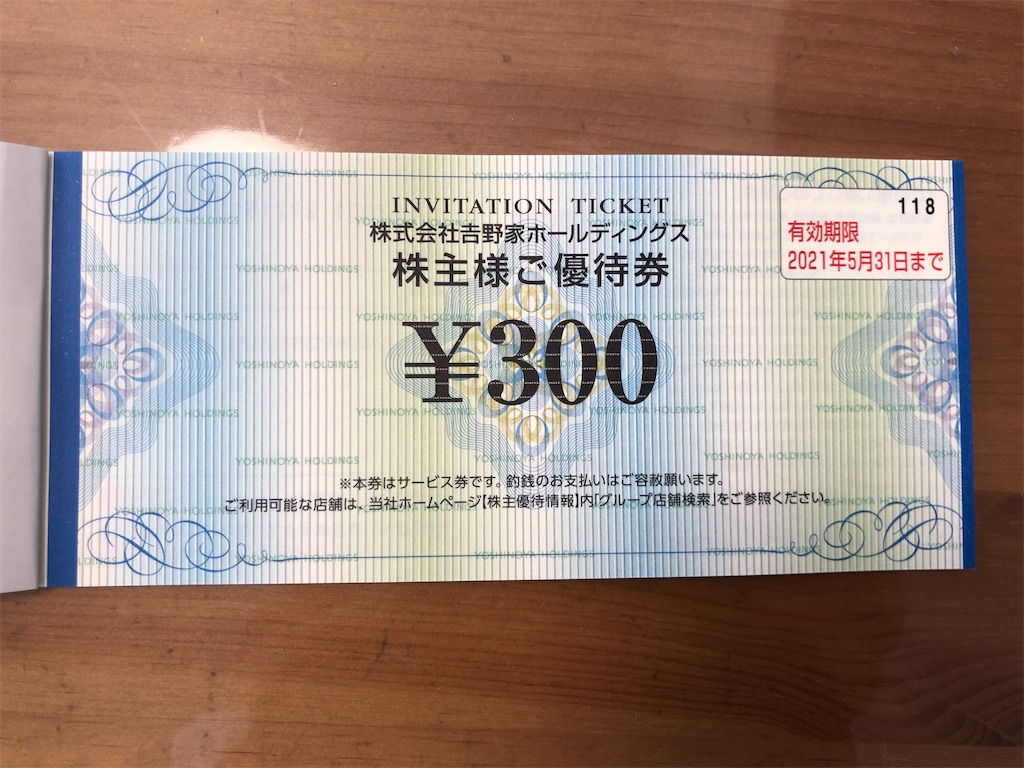 INVITATION TICKET
株式会社𠮷野家ホールディングス
株主様ご優待券
¥300
118
有効期限
2021年5月31日まで
※本券はサービス券です。釣銭のお支払いはご容赦願います。
ご利用可能な店舗は、当社ホームページ【株主優待情報】内「グループ店舗検索」をご参照ください。
YOSHINOYA HOLDINGS